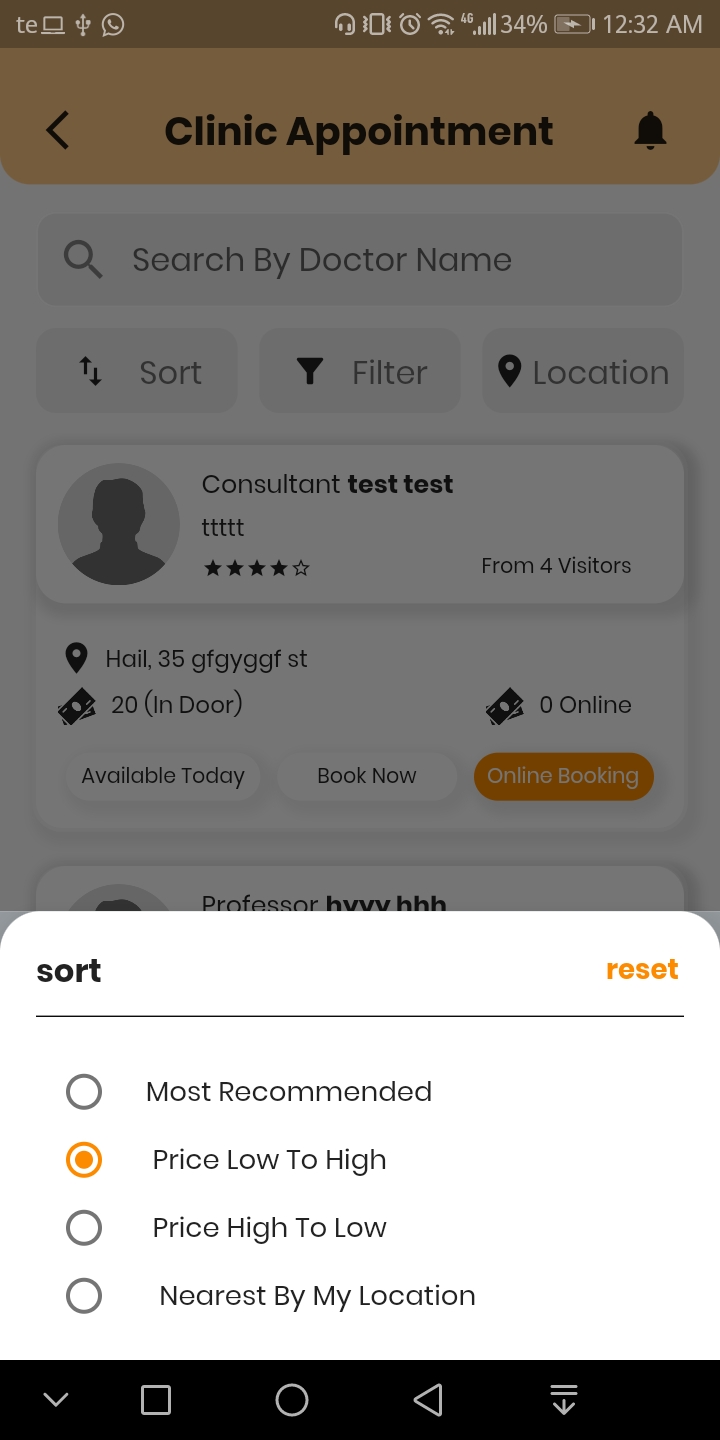 te 4G 34% 12:32 AM
Clinic Appointment
Search By Doctor Name
Sort Filter Location
Consultant test test
ttttt
From 4 Visitors
Hail, 35 gfgyggf st
20 (In Door) 0 Online
Available Today Book Now Online Booking
Professor hyyy hhh
sort reset
Most Recommended
Price Low To High
Price High To Low
Nearest By My Location